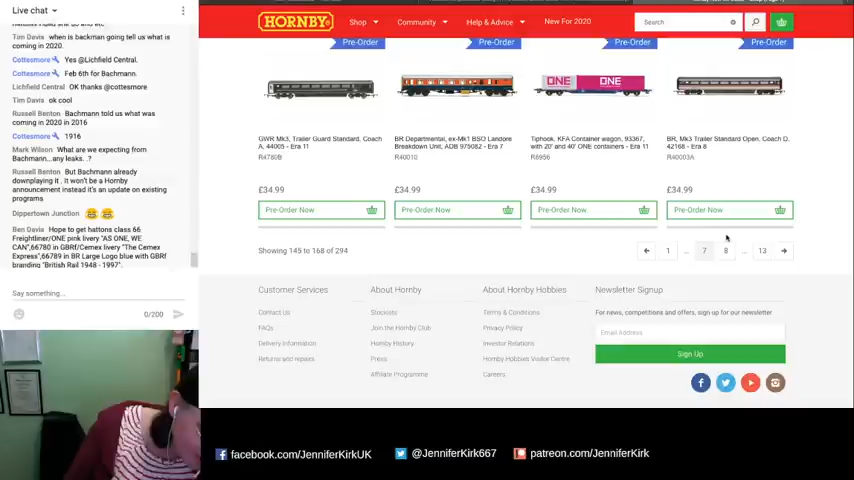 Live chat
Tim Davis when is backman going tell us what is
coming in 2020.
Cottesmore Yes @Lichfield Central.
Cottesmore Feb 6th for Bachmann.
Lichfield Central OK thanks @cottesmore
Tim Davis ok cool
Russell Benton Bachmann told us what was
coming in 2020 in 2016
Cottesmore 1916
Mark Wilson What are we expecting from
Bachmann...any leaks. .?
Russell Benton But Bachmann already
downplaying it . It won't be a Hornby
announcement instead it's an update on existing
programs
Dippertown Junction
Ben Davis Hope to get hattons class 66
Freightliner/ONE pink livery "AS ONE, WE
CAN",66780 in GBRf/Cemex livery "The Cemex
Express",66789 in BR Large Logo blue with GBRf
branding "British Rail 1948 - 1997".
Say something...
0/200
HORNBY
Shop
Community
Help & Advice
New For 2020
Search
Pre-Order
Pre-Order
Pre-Order
Pre-Order
GWR Mk3, Trailer Guard Standard, Coach
A, 44005 - Era 11
R4780B
£34.99
Pre-Order Now
BR Departmental, ex-Mk1 BSO Landore
Breakdown Unit, ADB 975082 - Era 7
R40010
£34.99
Pre-Order Now
ONE
ONE
Tiphook, KFA Container wagon, 93367,
with 20' and 40' ONE containers - Era 11
R6956
£34.99
Pre-Order Now
BR, Mk3 Trailer Standard Open, Coach D,
42168 - Era 8
R40003A
£34.99
Pre-Order Now
Showing 145 to 168 of 294
1 ... 7 8 ... 13
Customer Services
Contact Us
FAQs
Delivery Information
Returns and repairs
About Hornby
Stockists
Join the Hornby Club
Hornby History
Press
Affiliate Programme
About Hornby Hobbies
Terms & Conditions
Privacy Policy
Investor Relations
Hornby Hobbies Visitor Centre
Careers
Newsletter Signup
For news, competitions and offers, sign up for our newsletter
Email Address
Sign Up
facebook.com/JenniferKirkUK
@JenniferKirk667
patreon.com/JenniferKirk